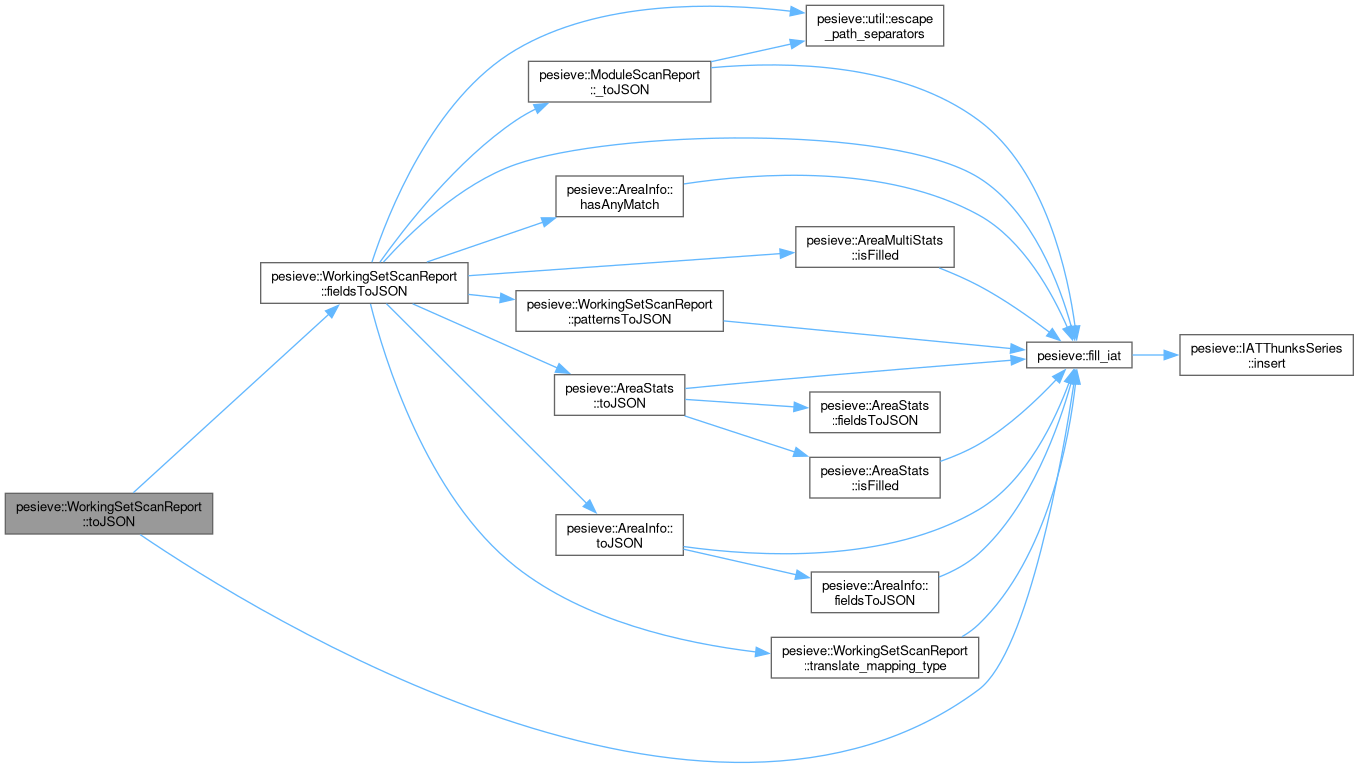 pesieve::util::escape
_path_separators
pesieve::ModuleScanReport
::_toJSON
pesieve::AreaInfo::
hasAnyMatch
pesieve::AreaMultiStats
::isFilled
pesieve::WorkingSetScanReport
::fieldsToJSON
pesieve::WorkingSetScanReport
::patternsToJSON
pesieve::fill_iat
pesieve::IATThunksSeries
::insert
pesieve::AreaStats
::toJSON
pesieve::AreaStats
::fieldsToJSON
pesieve::AreaStats
::isFilled
pesieve::WorkingSetScanReport
::toJSON
pesieve::AreaInfo::
toJSON
pesieve::AreaInfo::
fieldsToJSON
pesieve::WorkingSetScanReport
::translate_mapping_type